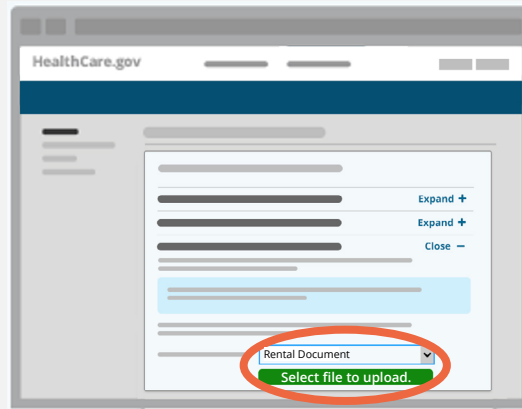 HealthCare.gov
Expand +
Expand +
Close −
Rental Document
Select file to upload.